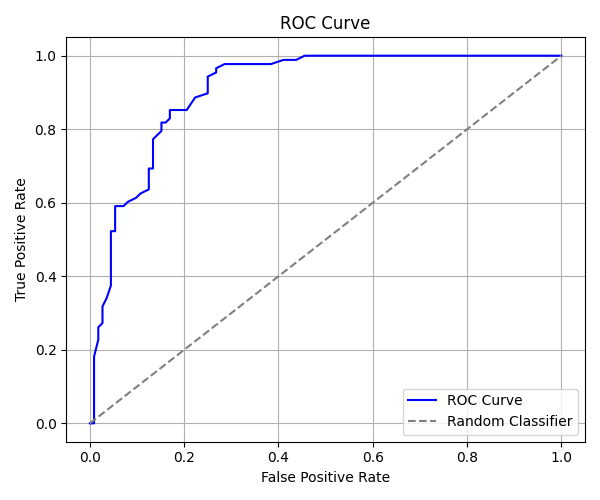 ROC Curve
True Positive Rate
1.0
0.8
0.6
0.4
0.2
0.0
0.0 0.2 0.4 0.6 0.8 1.0
False Positive Rate
ROC Curve
Random Classifier